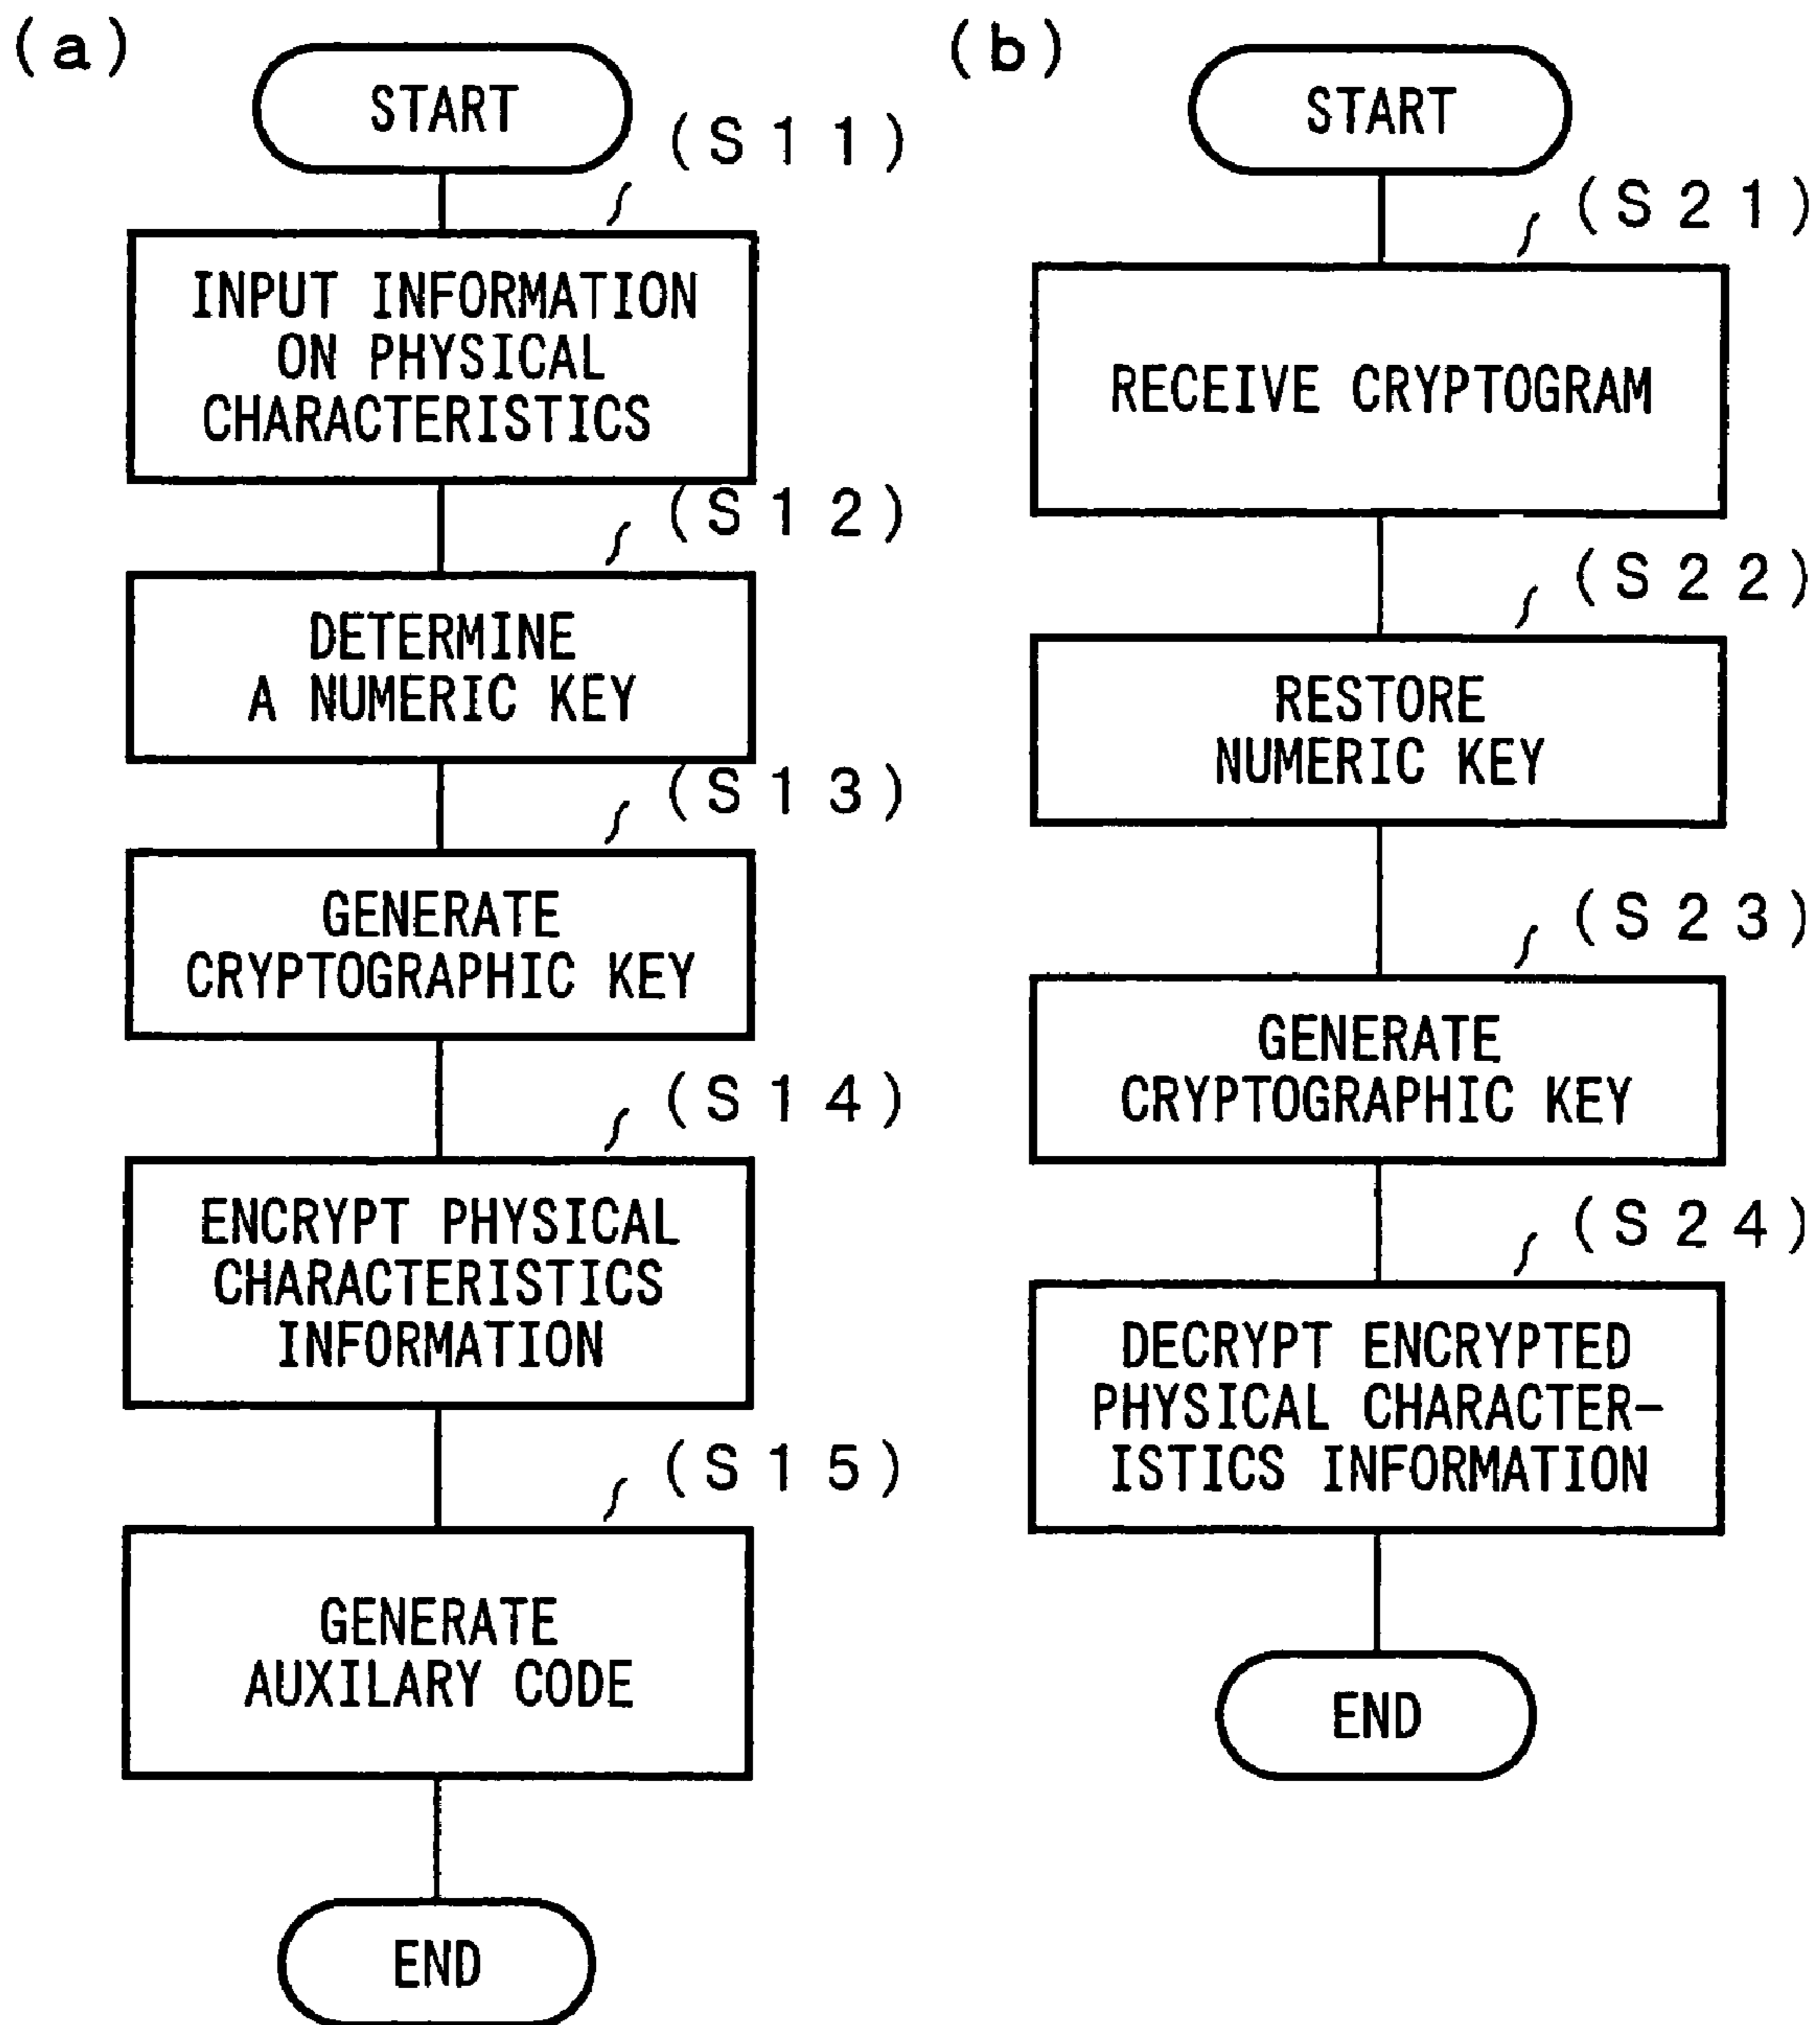 (a)
START
(S11)
INPUT INFORMATION
ON PHYSICAL
CHARACTERISTICS
(S12)
DETERMINE
A NUMERIC KEY
(S13)
GENERATE
CRYPTOGRAPHIC KEY
(S14)
ENCRYPT PHYSICAL
CHARACTERISTICS
INFORMATION
(S15)
GENERATE
AUXILARY CODE
END
(b)
START
(S21)
RECEIVE CRYPTOGRAM
(S22)
RESTORE
NUMERIC KEY
(S23)
GENERATE
CRYPTOGRAPHIC KEY
(S24)
DECRYPT ENCRYPTED
PHYSICAL CHARACTER-
ISTICS INFORMATION
END